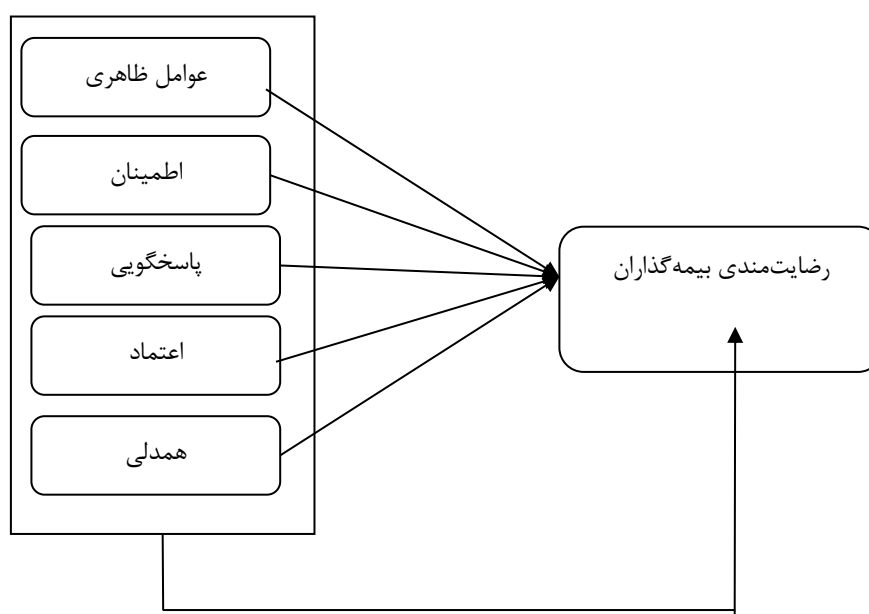 عوامل ظاهری
اطمینان
پاسخگویی
اعتماد
همدلی
رضایت‌مندی بیمه‌گذاران